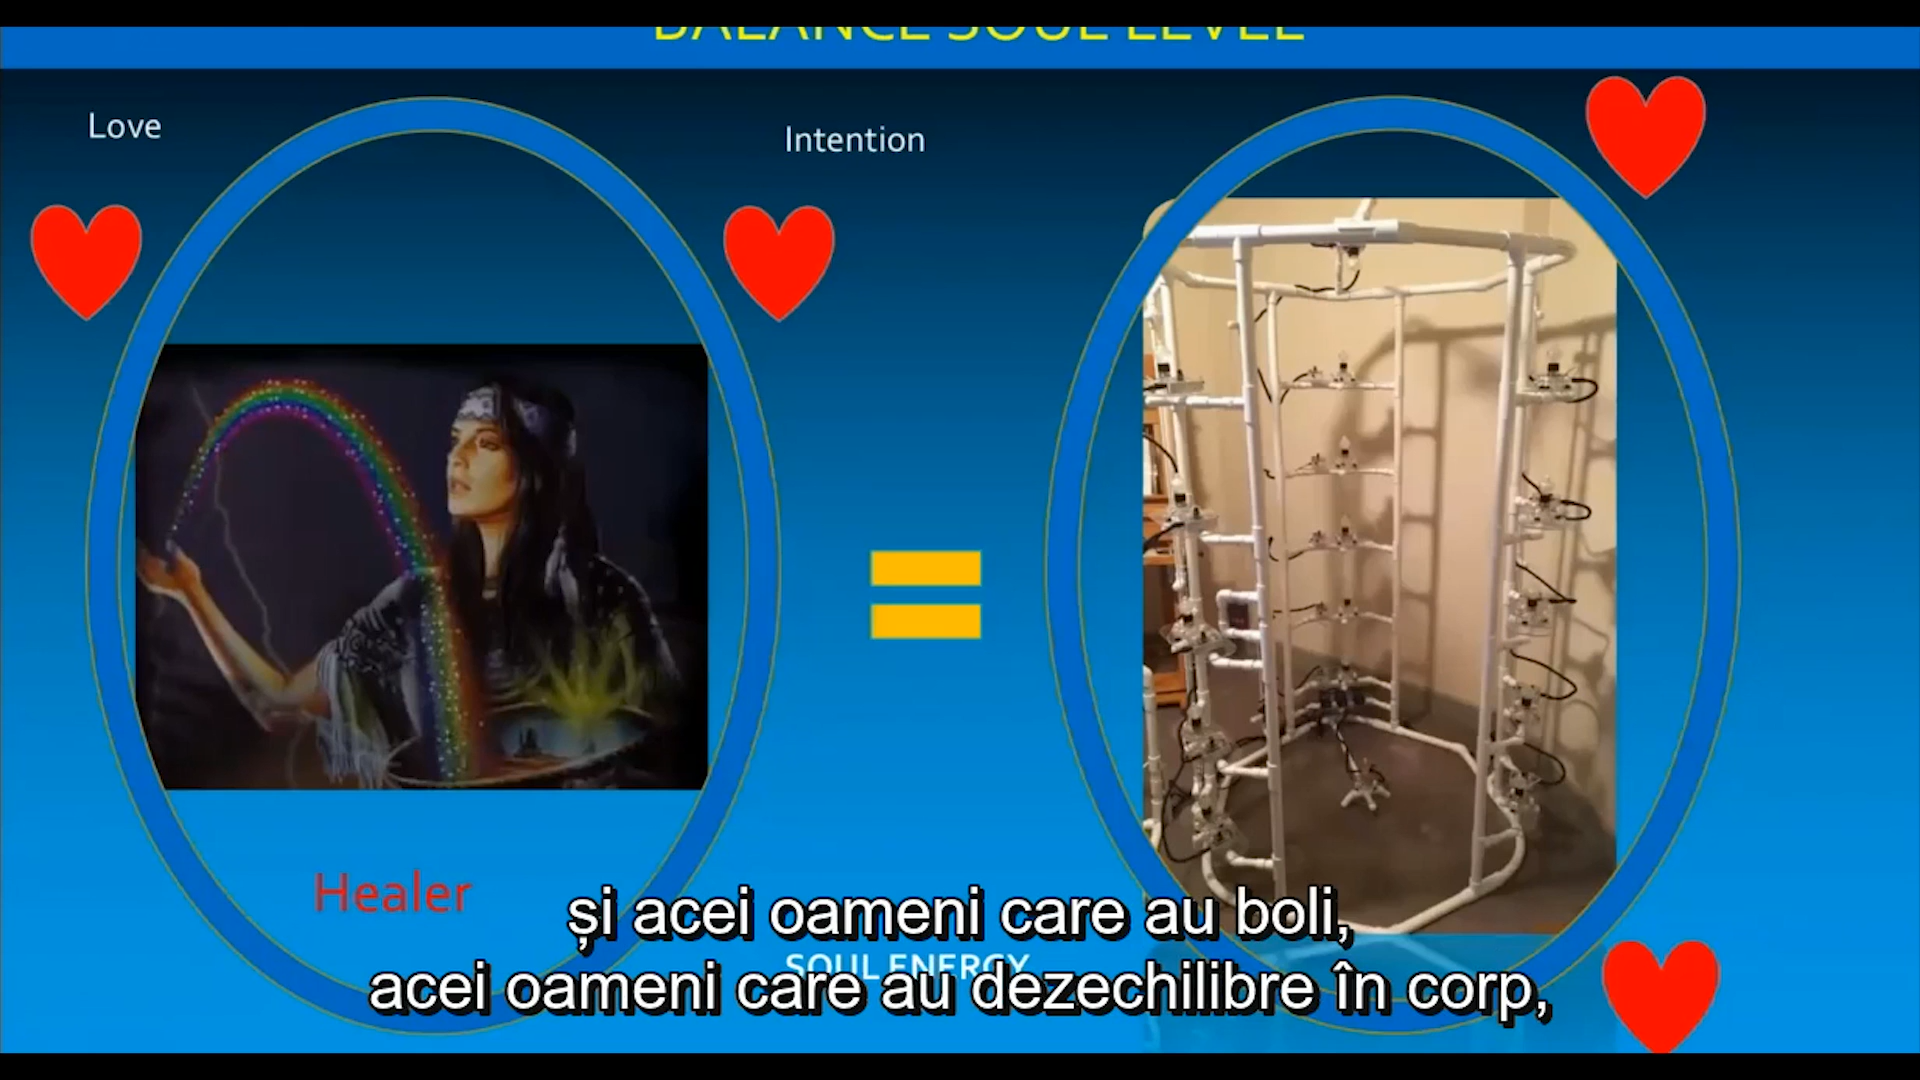 BALANCE SOUL LEVEL
Love
Intention
Healer
SOUL ENERGY
și acei oameni care au boli,
acei oameni care au dezechilibre în corp,